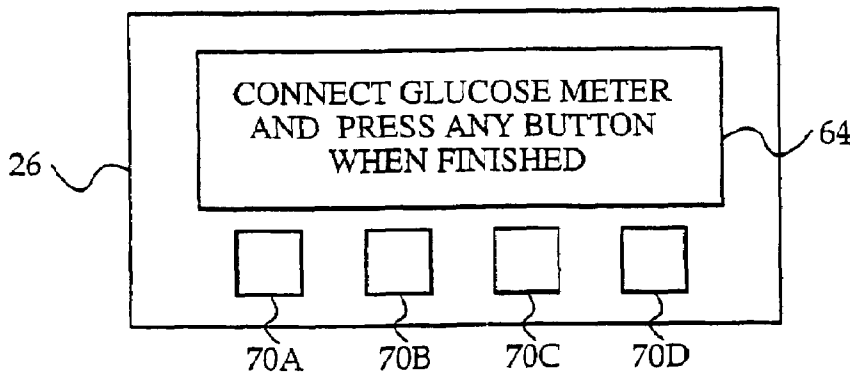 CONNECT GLUCOSE METER
AND PRESS ANY BUTTON
WHEN FINISHED
64
26
70A 70B 70C 70D